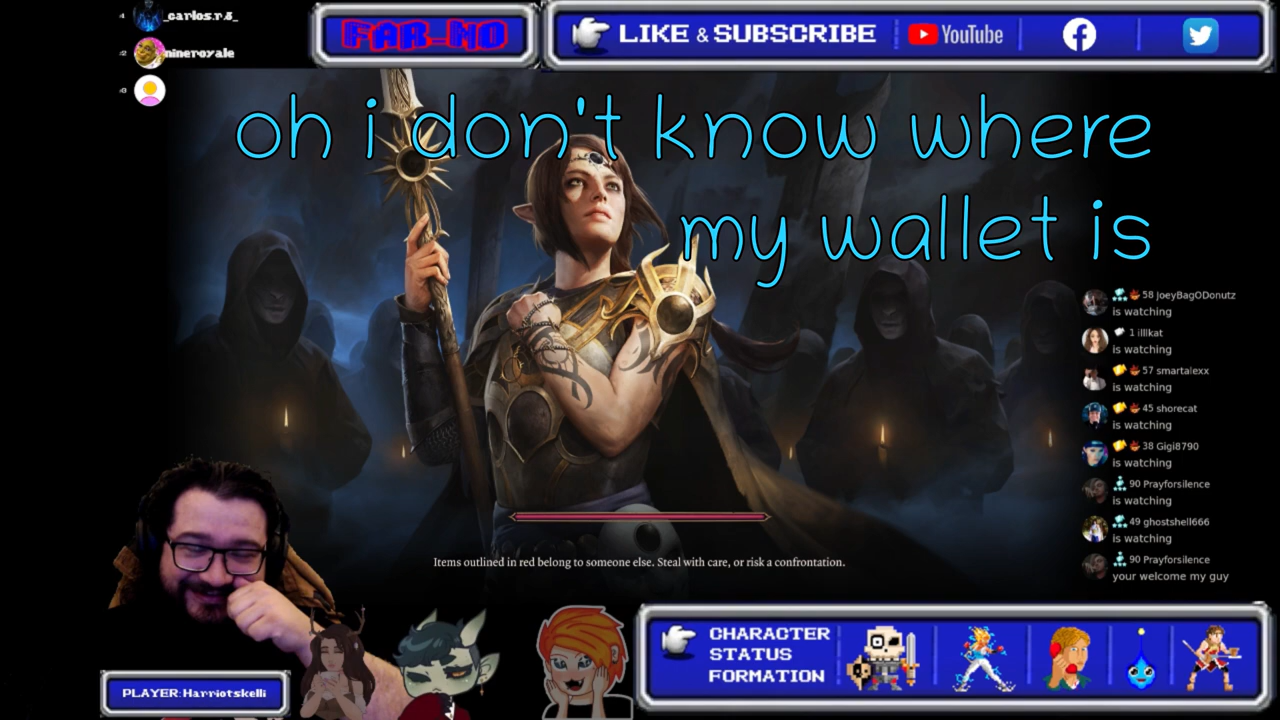 _carlos.r.8_
nineroyale
FAR-MO
LIKE & SUBSCRIBE
YouTube
oh i don't know where
my wallet is
58 JoeyBagODonutz
is watching
1 illlkat
is watching
57 smartalexx
is watching
45 shorecat
is watching
38 Gigi8790
is watching
90 Prayforsilence
is watching
49 ghostshell666
is watching
90 Prayforsilence
your welcome my guy
Items outlined in red belong to someone else. Steal with care, or risk a confrontation.
CHARACTER
STATUS
FORMATION
PLAYER: Harriotskelli